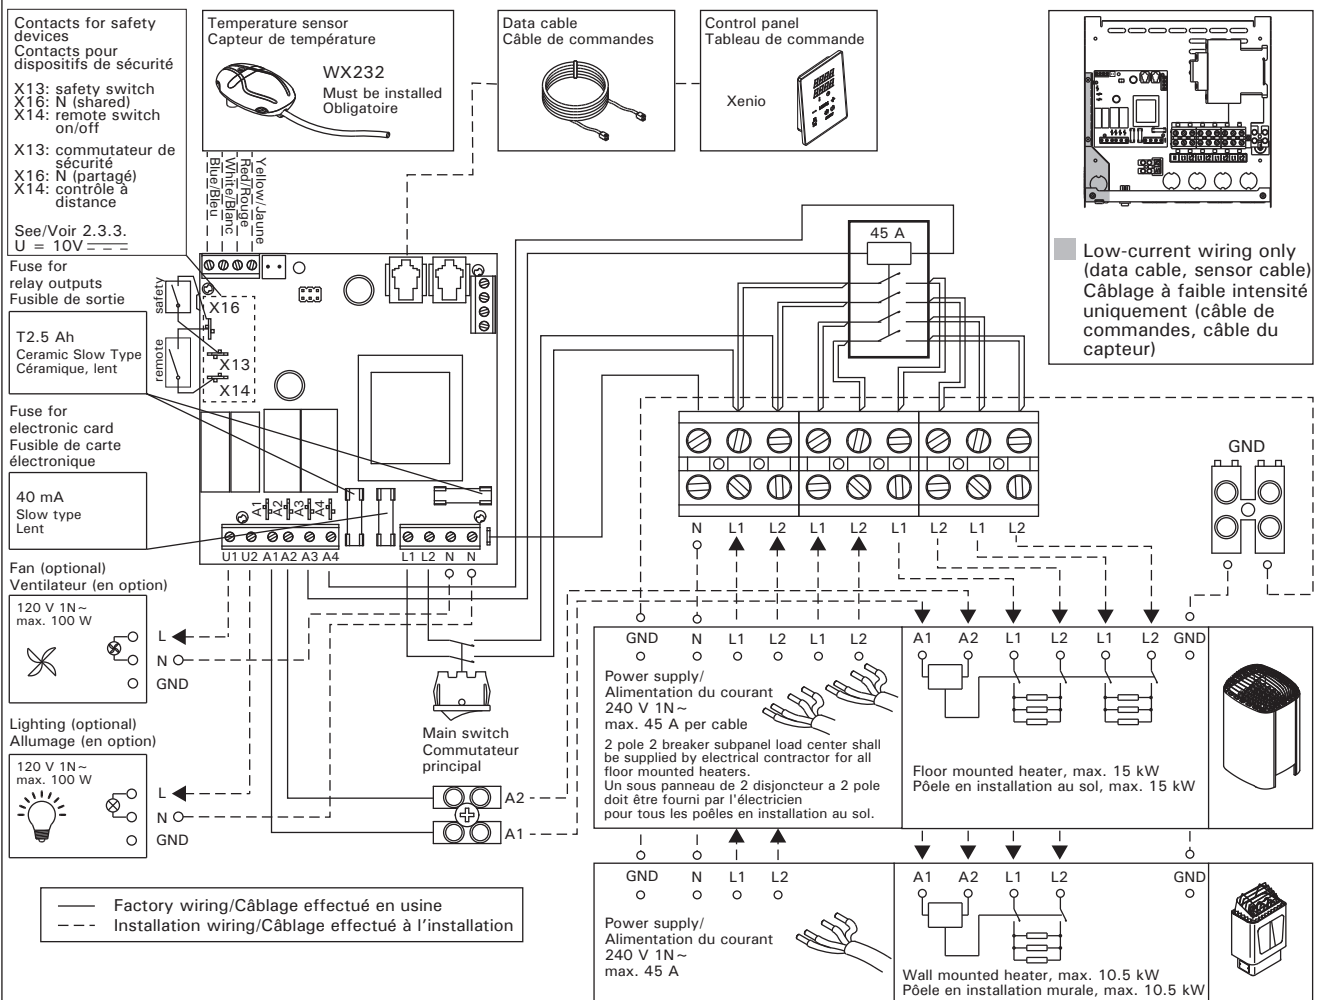 Contacts for safety
devices
Contacts pour
dispositifs de sécurité
X13: safety switch
X16: N (shared)
X14: remote switch
on/off
X13: commutateur de
sécurité
X16: N (partagé)
X14: contrôle à
distance
See/Voir 2.3.3.
U = 10V
Temperature sensor
Capteur de température
WX232
Must be installed
Obligatoire
Data cable
Câble de commandes
Control panel
Tableau de commande
Xenio
Low-current wiring only
(data cable, sensor cable)
Câblage à faible intensité
uniquement (câble de
commandes, câble du
capteur)
Blue/Bleu
White/Blanc
Red/Rouge
Yellow/Jaune
45 A
Fuse for
relay outputs
Fusible de sortie
T2.5 Ah
Ceramic Slow Type
Céramique, lent
safety
remote
X16
X13
X14
Fuse for
electronic card
Fusible de carte
électronique
40 mA
Slow type
Lent
A1 A2 A3 A4
U1 U2 A1 A2 A3 A4
L1 L2 N N
N L1 L2 L1 L2 L1 L2 L1 L2
GND
Fan (optional)
Ventilateur (en option)
120 V 1N~
max. 100 W
L
N
GND
Lighting (optional)
Allumage (en option)
120 V 1N~
max. 100 W
L
N
GND
Main switch
Commutateur
principal
A2
A1
GND N L1 L2 L1 L2
Power supply/
Alimentation du courant
240 V 1N~
max. 45 A per cable
2 pole 2 breaker subpanel load center shall
be supplied by electrical contractor for all
floor mounted heaters.
Un sous panneau de 2 disjoncteur a 2 pole
doit être fourni par l'électricien
pour tous les poêles en installation au sol.
A1 A2 L1 L2 L1 L2 GND
Floor mounted heater, max. 15 kW
Pôele en installation au sol, max. 15 kW
GND N L1 L2
Power supply/
Alimentation du courant
240 V 1N~
max. 45 A
A1 A2 L1 L2 GND
Wall mounted heater, max. 10.5 kW
Pôele en installation murale, max. 10.5 kW
Factory wiring/Câblage effectué en usine
Installation wiring/Câblage effectué à l'installation